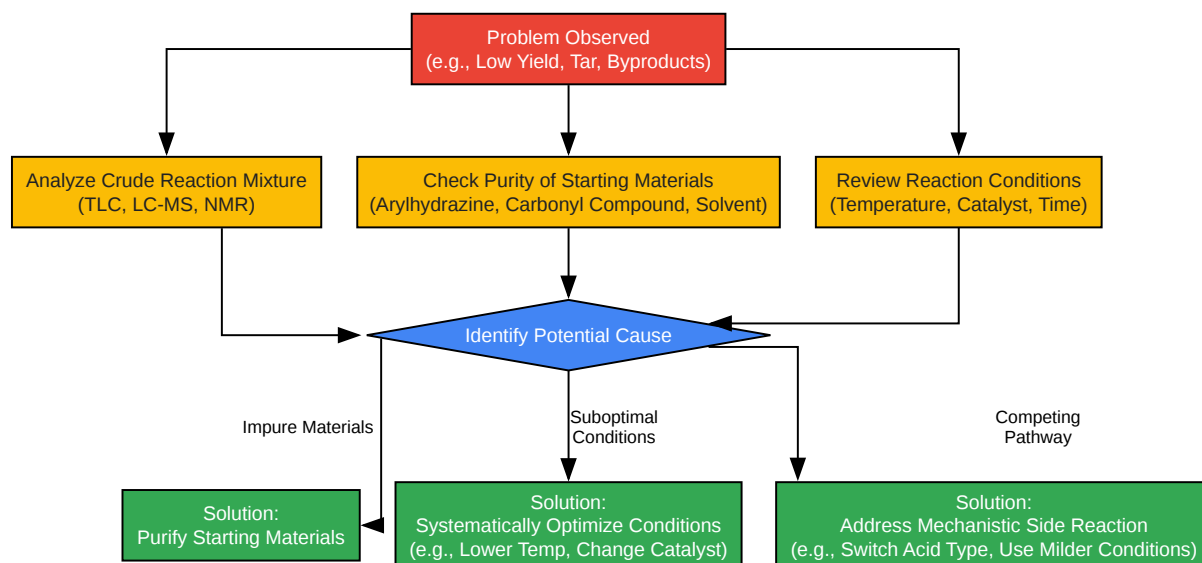 Problem Observed
(e.g., Low Yield, Tar, Byproducts)
Analyze Crude Reaction Mixture
(TLC, LC-MS, NMR)
Check Purity of Starting Materials
(Arylhydrazine, Carbonyl Compound, Solvent)
Review Reaction Conditions
(Temperature, Catalyst, Time)
Identify Potential Cause
Impure Materials
Suboptimal
Conditions
Competing
Pathway
Solution:
Purify Starting Materials
Solution:
Systematically Optimize Conditions
(e.g., Lower Temp, Change Catalyst)
Solution:
Address Mechanistic Side Reaction
(e.g., Switch Acid Type, Use Milder Conditions)